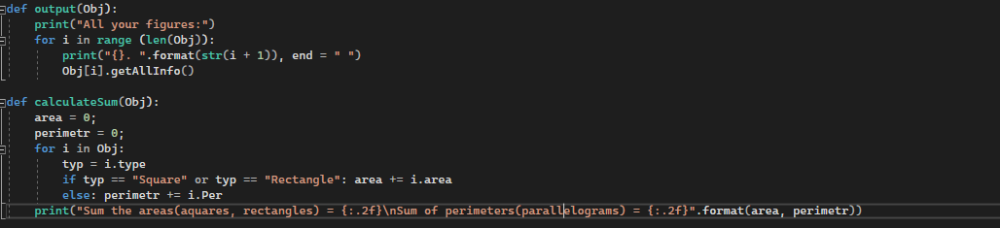 def output(Obj):
    print("All your figures:")
    for i in range (len(Obj)):
        print("{}. ".format(str(i + 1)), end = " ")
        Obj[i].getAllInfo()

def calculateSum(Obj):
    area = 0;
    perimetr = 0;
    for i in Obj:
        typ = i.type
        if typ == "Square" or typ == "Rectangle": area += i.area
        else: perimetr += i.Per
    print("Sum the areas(aquares, rectangles) = {:.2f}\nSum of perimeters(parallelograms) = {:.2f}".format(area, perimetr))